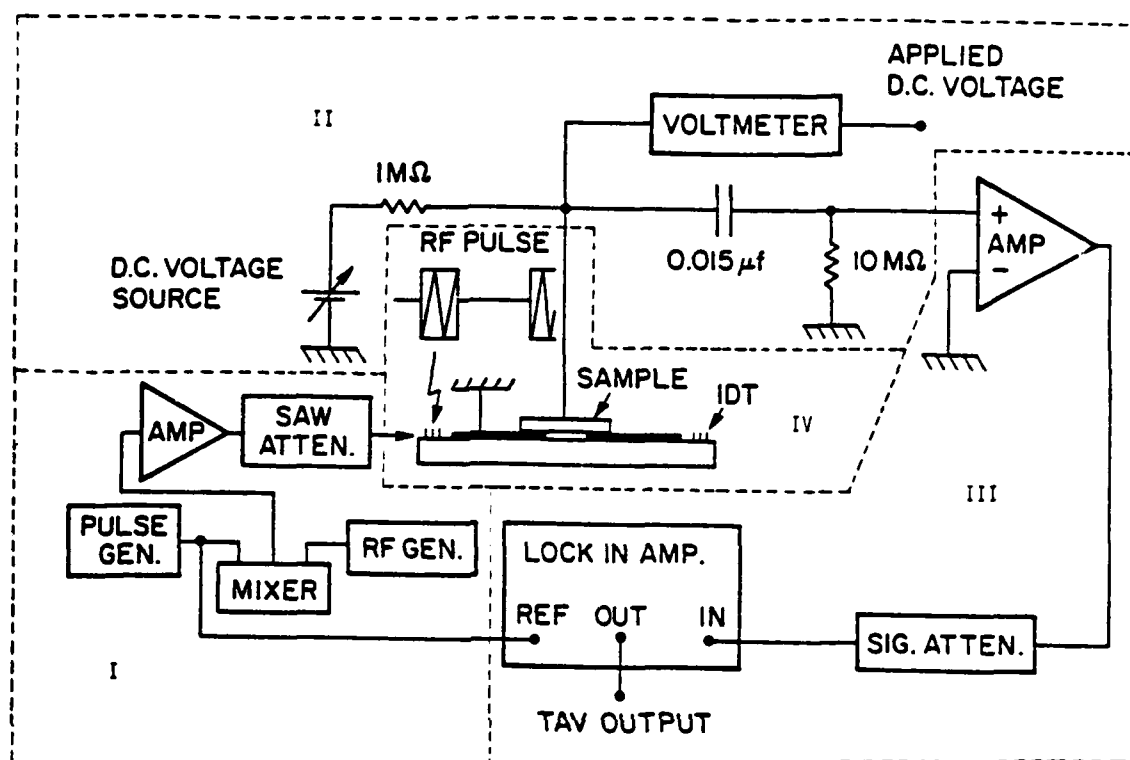 APPLIED
D.C. VOLTAGE
II
VOLTMETER
1MΩ
RF PULSE
0.015 μf
10 MΩ
+
AMP
−
D.C. VOLTAGE
SOURCE
SAMPLE
IDT
IV
AMP
SAW
ATTEN.
III
PULSE
GEN.
RF GEN.
MIXER
LOCK IN AMP.
REF OUT IN
SIG. ATTEN.
I
TAV OUTPUT